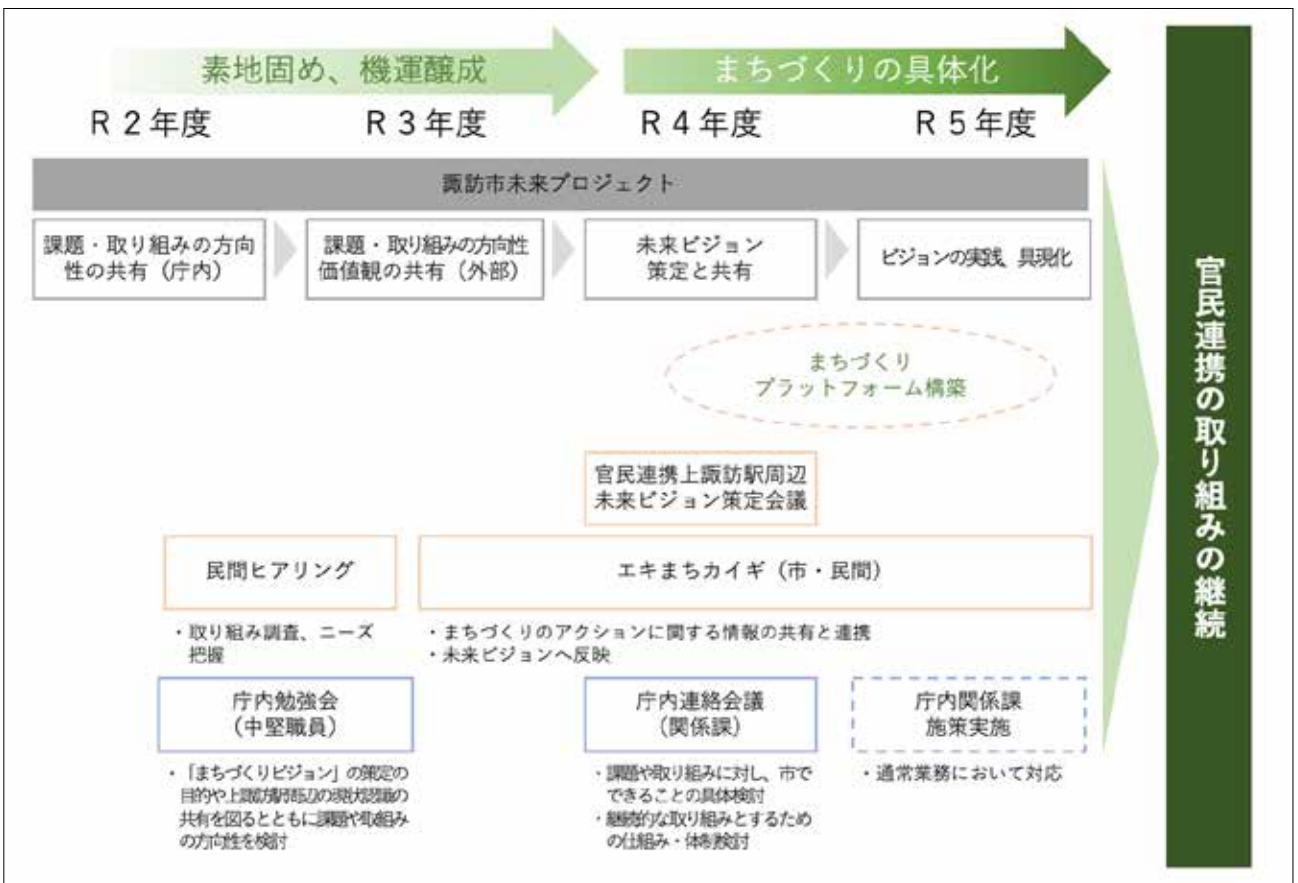 素地固め、機運醸成
まちづくりの具体化
R2年度
R3年度
R4年度
R5年度
諏訪市未来プロジェクト
課題・取り組みの方向
性の共有（庁内）
課題・取り組みの方向性
価値観の共有（外部）
未来ビジョン
策定と共有
ビジョンの実践、具現化
まちづくり
プラットフォーム構築
官民連携上諏訪駅周辺
未来ビジョン策定会議
民間ヒアリング
エキまちカイギ（市・民間）
・取り組み調査、ニーズ
把握
・まちづくりのアクションに関する情報の共有と連携
・未来ビジョンへ反映
庁内勉強会
（中堅職員）
庁内連絡会議
（関係課）
庁内関係課
施策実施
・「まちづくりビジョン」の策定の
目的や上諏訪駅周辺の現状認識の
共有を図るとともに課題や取組み
の方向性を検討
・課題や取り組みに対し、市で
できることの具体検討
・継続的な取り組みとするため
の仕組み・体制検討
・通常業務において対応
官民連携の取り組みの継続